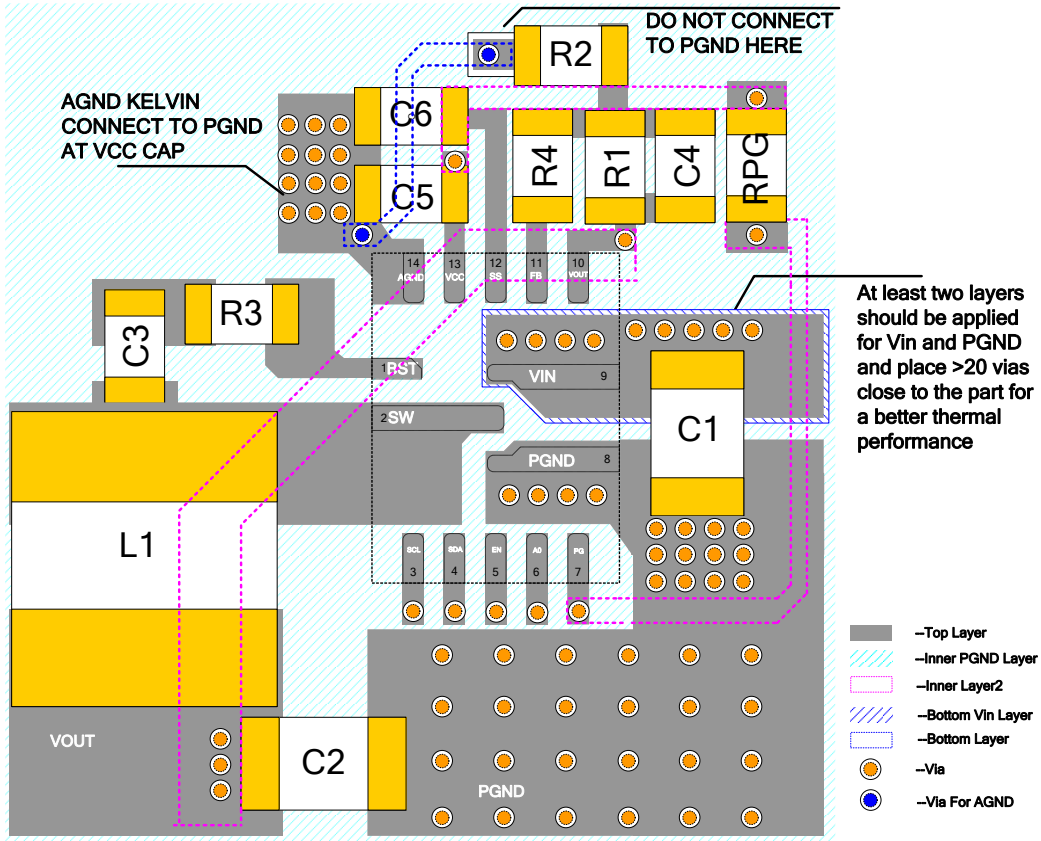 DO NOT CONNECT
TO PGND HERE
R2
AGND KELVIN
CONNECT TO PGND
AT VCC CAP
C6
C5
R4
R1
C4
RPG
14
13
12
11
10
AGND
VCC
SS
FB
VOUT
At least two layers
should be applied
for Vin and PGND
and place >20 vias
close to the part for
a better thermal
performance
C3
R3
1 RST
VIN 9
2 SW
C1
PGND 8
L1
SCL
SDA
EN
A0
PG
3
4
5
6
7
--Top Layer
--Inner PGND Layer
--Inner Layer2
--Bottom Vin Layer
--Bottom Layer
--Via
--Via For AGND
VOUT
C2
PGND